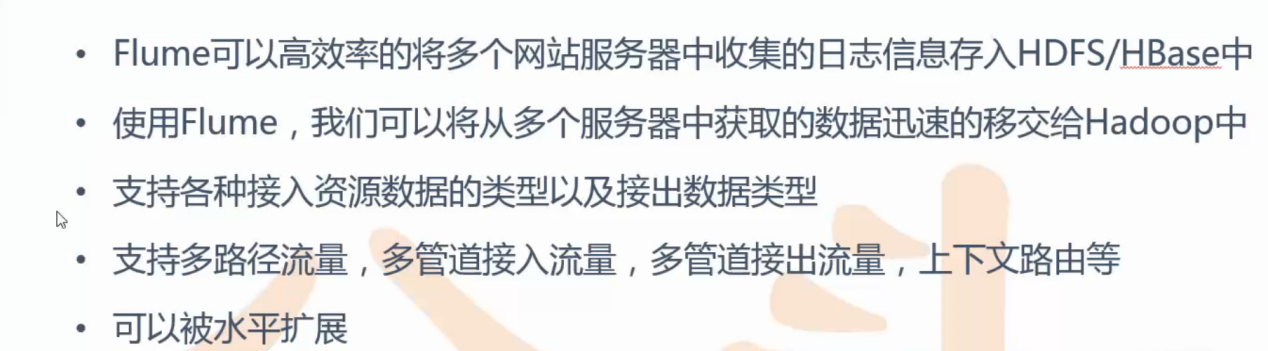 • Flume可以高效率的将多个网站服务器中收集的日志信息存入HDFS/HBase中
• 使用Flume，我们可以将从多个服务器中获取的数据迅速的移交给Hadoop中
• 支持各种接入资源数据的类型以及接出数据类型
• 支持多路径流量，多管道接入流量，多管道接出流量，上下文路由等
• 可以被水平扩展